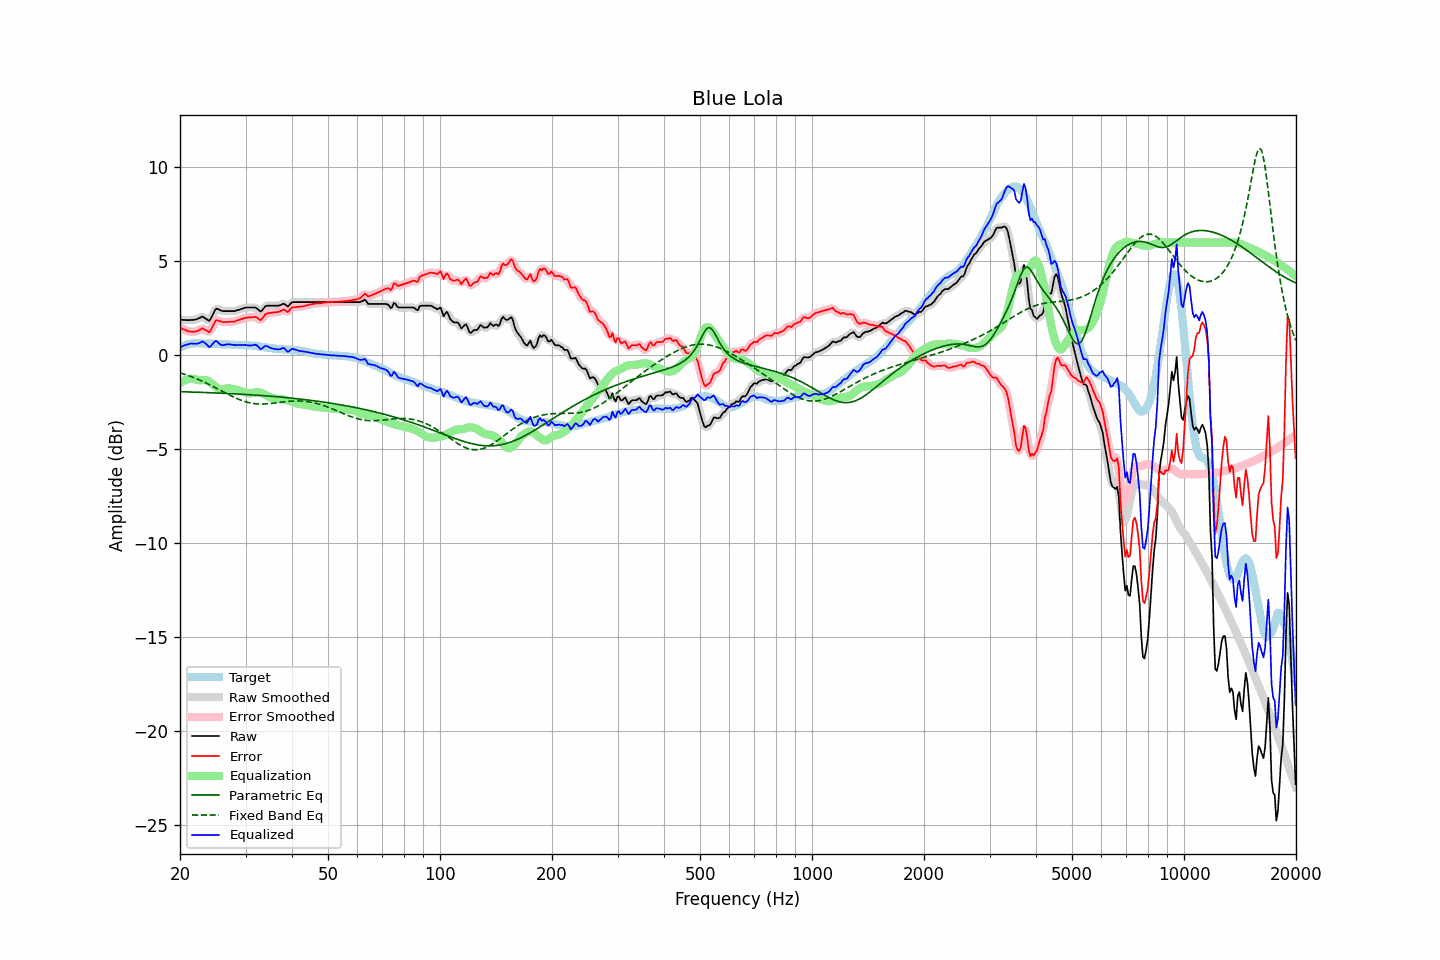 Blue Lola
Amplitude (dBr)
10
5
0
−5
−10
−15
−20
−25
Target
Raw Smoothed
Error Smoothed
Raw
Error
Equalization
Parametric Eq
Fixed Band Eq
Equalized
20 50 100 200 500 1000 2000 5000 10000 20000
Frequency (Hz)